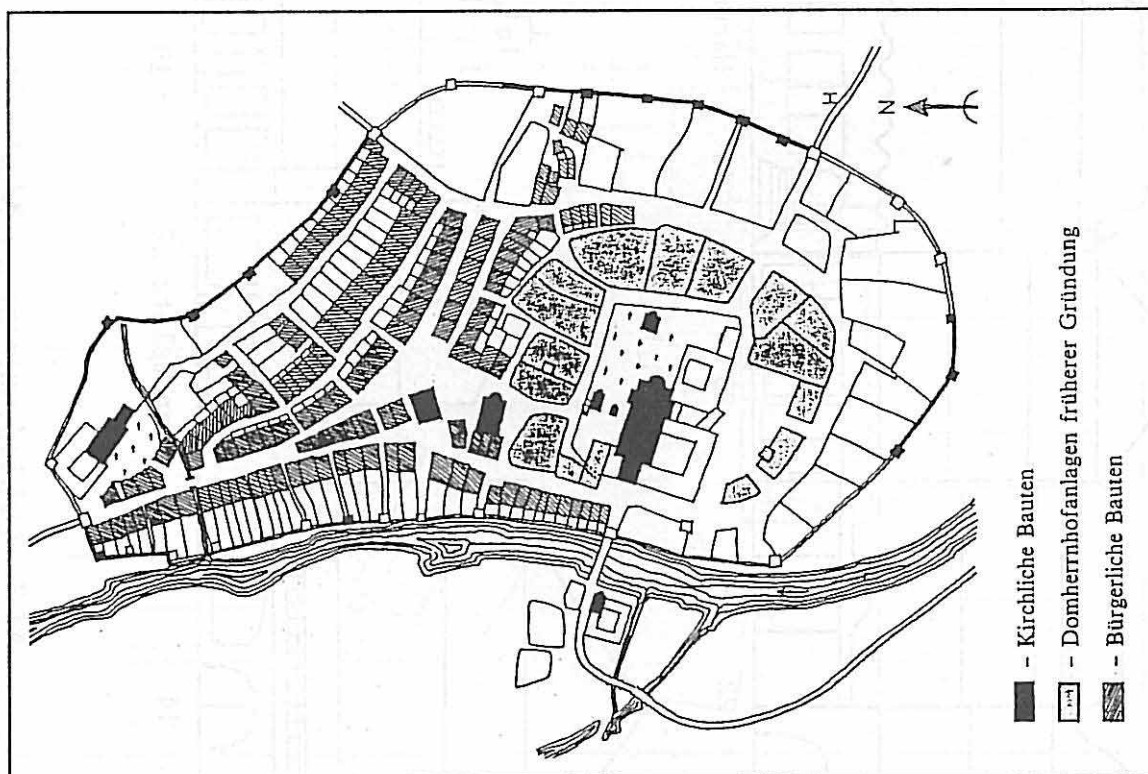 H
N
– Kirchliche Bauten
– Domherrnhofanlagen früherer Gründung
– Bürgerliche Bauten